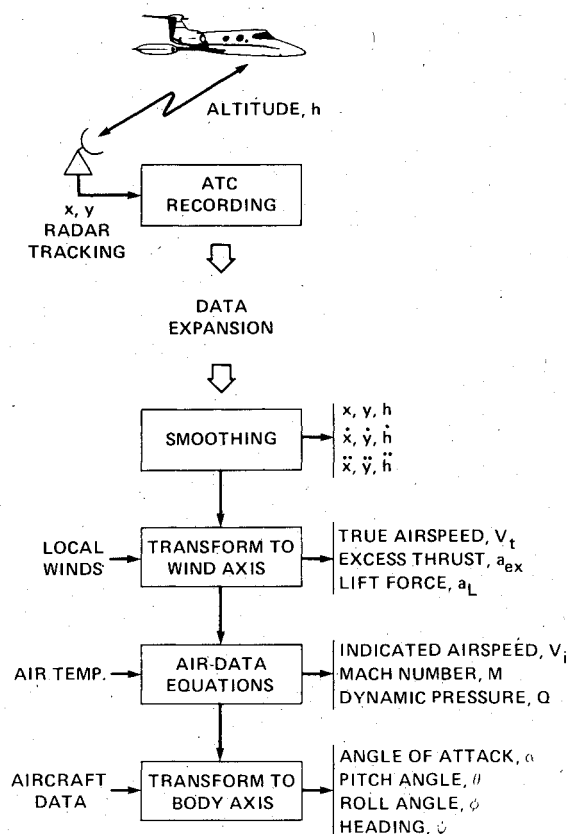 ALTITUDE, h
ATC
RECORDING
x, y
RADAR
TRACKING
DATA
EXPANSION
SMOOTHING
x, y, h
ẋ, ẏ, ḣ
ẍ, ÿ, ḧ
LOCAL
WINDS
TRANSFORM TO
WIND AXIS
TRUE AIRSPEED, Vt
EXCESS THRUST, aex
LIFT FORCE, aL
AIR TEMP.
AIR-DATA
EQUATIONS
INDICATED AIRSPEED, Vi
MACH NUMBER, M
DYNAMIC PRESSURE, Q
AIRCRAFT
DATA
TRANSFORM TO
BODY AXIS
ANGLE OF ATTACK, α
PITCH ANGLE, θ
ROLL ANGLE, ϕ
HEADING, ψ